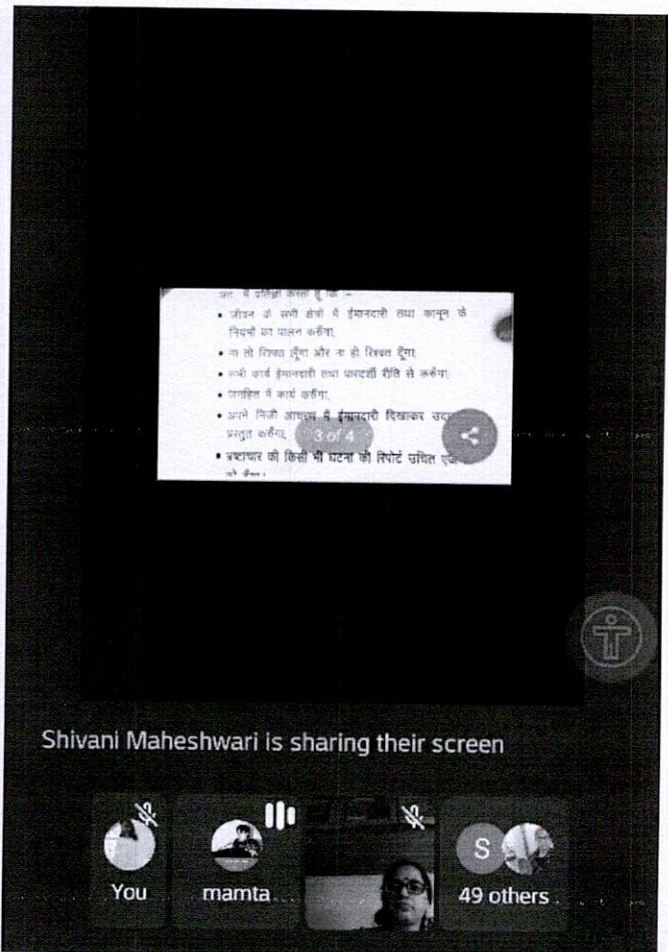 अतः मैं प्रतिज्ञा करता हूँ कि :-
• जीवन के सभी क्षेत्रों में ईमानदारी तथा कानून के
नियमों का पालन करूँगा;
• ना तो रिश्वत लूँगा और ना ही रिश्वत दूँगा;
• सभी कार्य ईमानदारी तथा पारदर्शी रीति से करूँगा;
• जनहित में कार्य करूँगा;
• अपने निजी आचरण में ईमानदारी दिखाकर
प्रस्तुत करूँगा;
3 of 4
• भ्रष्टाचार की किसी भी घटना की रिपोर्ट उचित
Shivani Maheshwari is sharing their screen
S
You
mamta
49 others